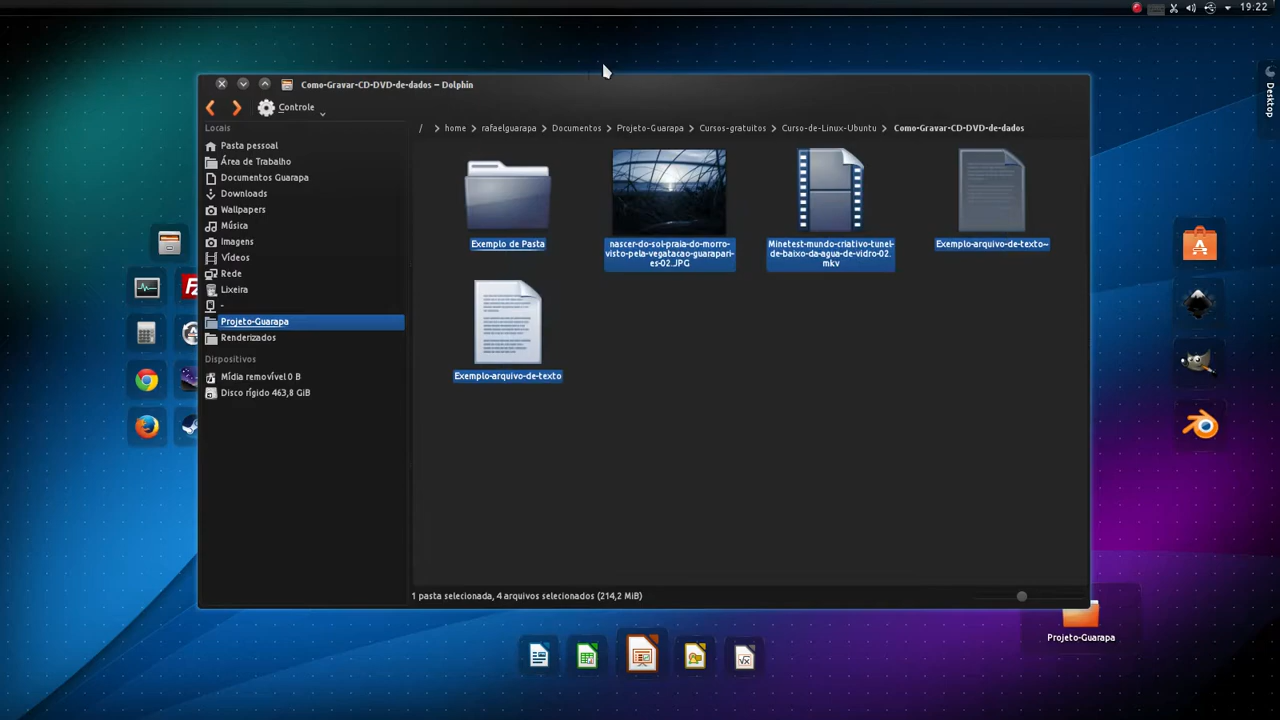 19:22
Como-Gravar-CD-DVD-de-dados – Dolphin
Controle
Locais
Pasta pessoal
Área de Trabalho
Documentos Guarapa
Downloads
Wallpapers
Música
Imagens
Vídeos
Rede
Lixeira
-
Projeto-Guarapa
Renderizados
Dispositivos
Mídia removível 0 B
Disco rígido 463,8 GiB
/ > home > rafaelguarapa > Documentos > Projeto-Guarapa > Cursos-gratuitos > Curso-de-Linux-Ubuntu > Como-Gravar-CD-DVD-de-dados
Exemplo de Pasta
nascer-do-sol-praia-do-morro-
visto-pela-vegatacao-guarapari-
es-02.JPG
Minetest-mundo-criativo-tunel-
de-baixo-da-agua-de-vidro-02.
mkv
Exemplo-arquivo-de-texto~
Exemplo-arquivo-de-texto
1 pasta selecionada, 4 arquivos selecionados (214,2 MiB)
Desktop
Projeto-Guarapa